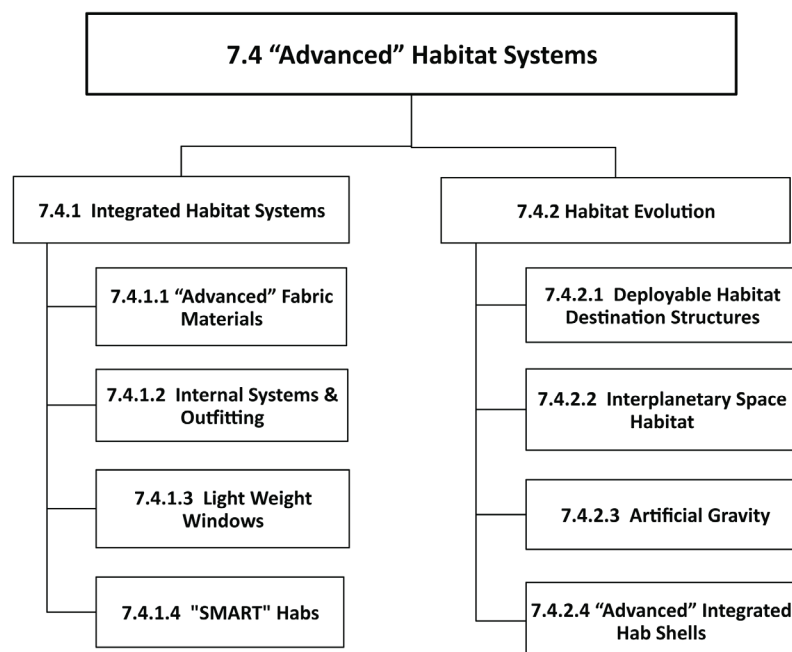 7.4 “Advanced” Habitat Systems
7.4.1  Integrated Habitat Systems
7.4.1.1 “Advanced” Fabric
Materials
7.4.1.2  Internal Systems &
Outfitting
7.4.1.3  Light Weight
Windows
7.4.1.4  "SMART" Habs
7.4.2 Habitat Evolution
7.4.2.1  Deployable Habitat
Destination Structures
7.4.2.2  Interplanetary Space
Habitat
7.4.2.3  Artificial Gravity
7.4.2.4 “Advanced” Integrated
Hab Shells